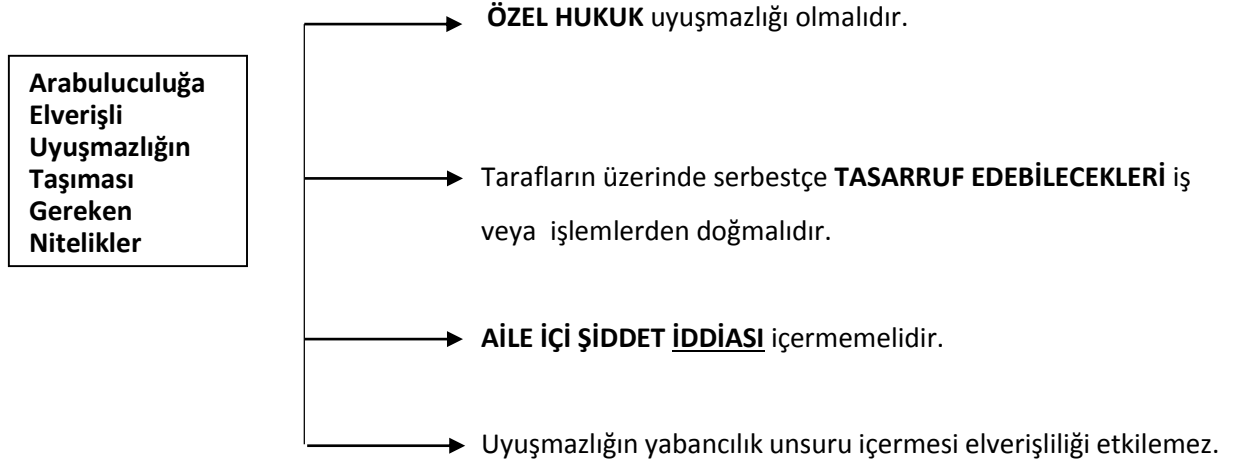 ÖZEL HUKUK uyuşmazlığı olmalıdır.
Arabuluculuğa
Elverişli
Uyuşmazlığın
Taşıması
Gereken
Nitelikler
Tarafların üzerinde serbestçe TASARRUF EDEBİLECEKLERİ iş
veya işlemlerden doğmalıdır.
AİLE İÇİ ŞİDDET İDDİASI içermemelidir.
Uyuşmazlığın yabancılık unsuru içermesi elverişliliği etkilemez.